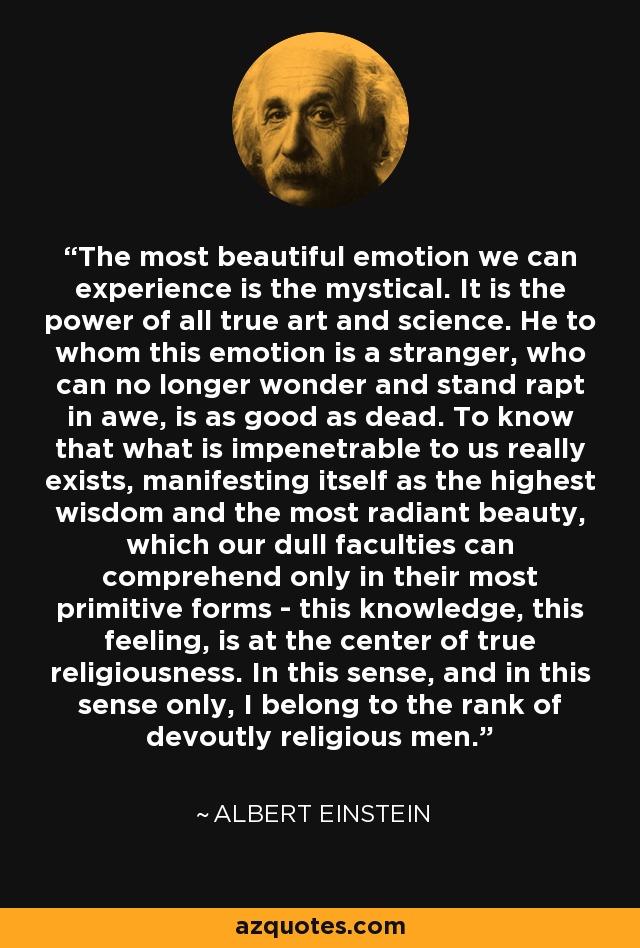 “The most beautiful emotion we can
experience is the mystical. It is the
power of all true art and science. He to
whom this emotion is a stranger, who
can no longer wonder and stand rapt
in awe, is as good as dead. To know
that what is impenetrable to us really
exists, manifesting itself as the highest
wisdom and the most radiant beauty,
which our dull faculties can
comprehend only in their most
primitive forms - this knowledge, this
feeling, is at the center of true
religiousness. In this sense, and in this
sense only, I belong to the rank of
devoutly religious men.”
~ ALBERT EINSTEIN
azquotes.com